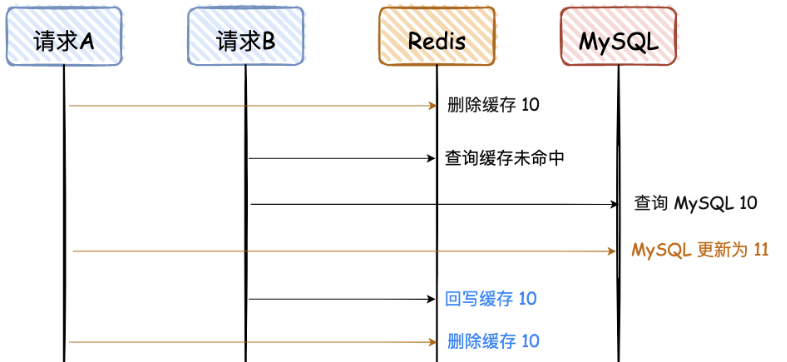 请求A
请求B
Redis
MySQL
删除缓存 10
查询缓存未命中
查询 MySQL 10
MySQL 更新为 11
回写缓存 10
删除缓存 10